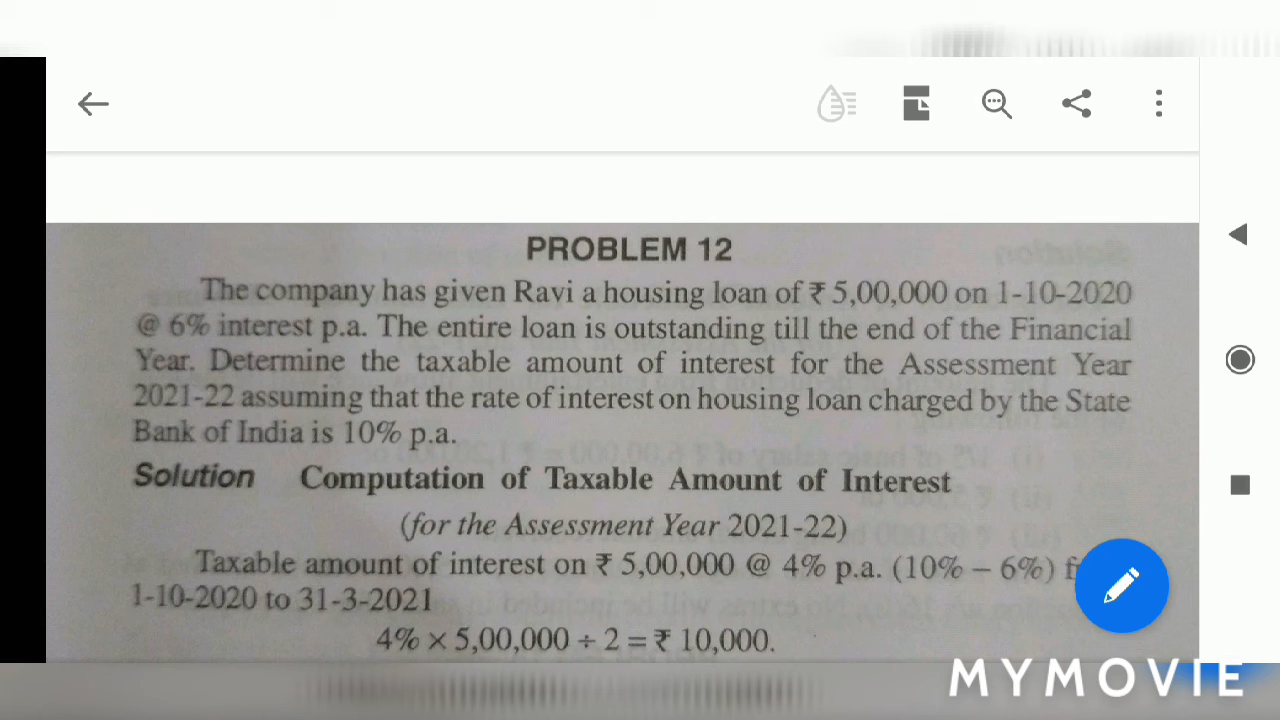 PROBLEM 12
The company has given Ravi a housing loan of ₹ 5,00,000 on 1-10-2020
@ 6% interest p.a. The entire loan is outstanding till the end of the Financial
Year. Determine the taxable amount of interest for the Assessment Year
2021-22 assuming that the rate of interest on housing loan charged by the State
Bank of India is 10% p.a.
Solution Computation of Taxable Amount of Interest
(for the Assessment Year 2021-22)
Taxable amount of interest on ₹ 5,00,000 @ 4% p.a. (10% – 6%)
1-10-2020 to 31-3-2021
4% × 5,00,000 ÷ 2 = ₹ 10,000.
MYMOVIE